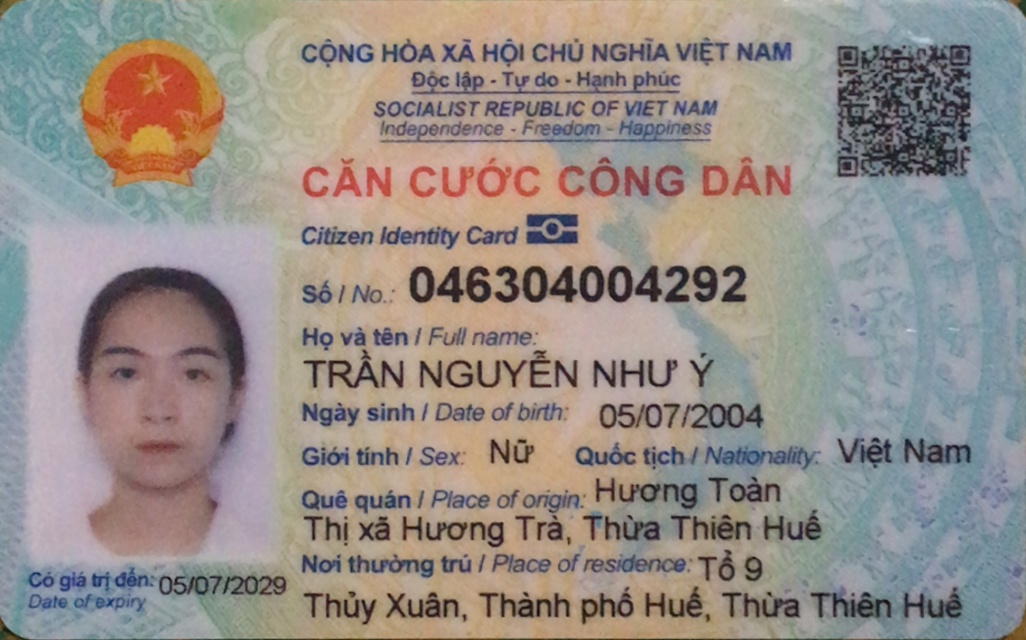 CỘNG HÒA XÃ HỘI CHỦ NGHĨA VIỆT NAM
Độc lập - Tự do - Hạnh phúc
SOCIALIST REPUBLIC OF VIET NAM
Independence - Freedom - Happiness
CĂN CƯỚC CÔNG DÂN
Citizen Identity Card
Số / No.: 046304004292
Họ và tên / Full name:
TRẦN NGUYỄN NHƯ Ý
Ngày sinh / Date of birth: 05/07/2004
Giới tính / Sex: Nữ Quốc tịch / Nationality: Việt Nam
Quê quán / Place of origin: Hương Toàn
Thị xã Hương Trà, Thừa Thiên Huế
Nơi thường trú / Place of residence: Tổ 9
Thủy Xuân, Thành phố Huế, Thừa Thiên Huế
Có giá trị đến: 05/07/2029
Date of expiry